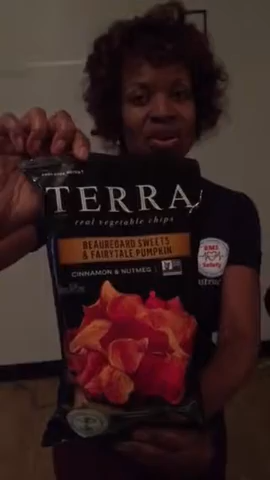 TERRA
real vegetable chips
BEAUREGARD SWEETS
& FAIRYTALE PUMPKIN
CINNAMON & NUTMEG